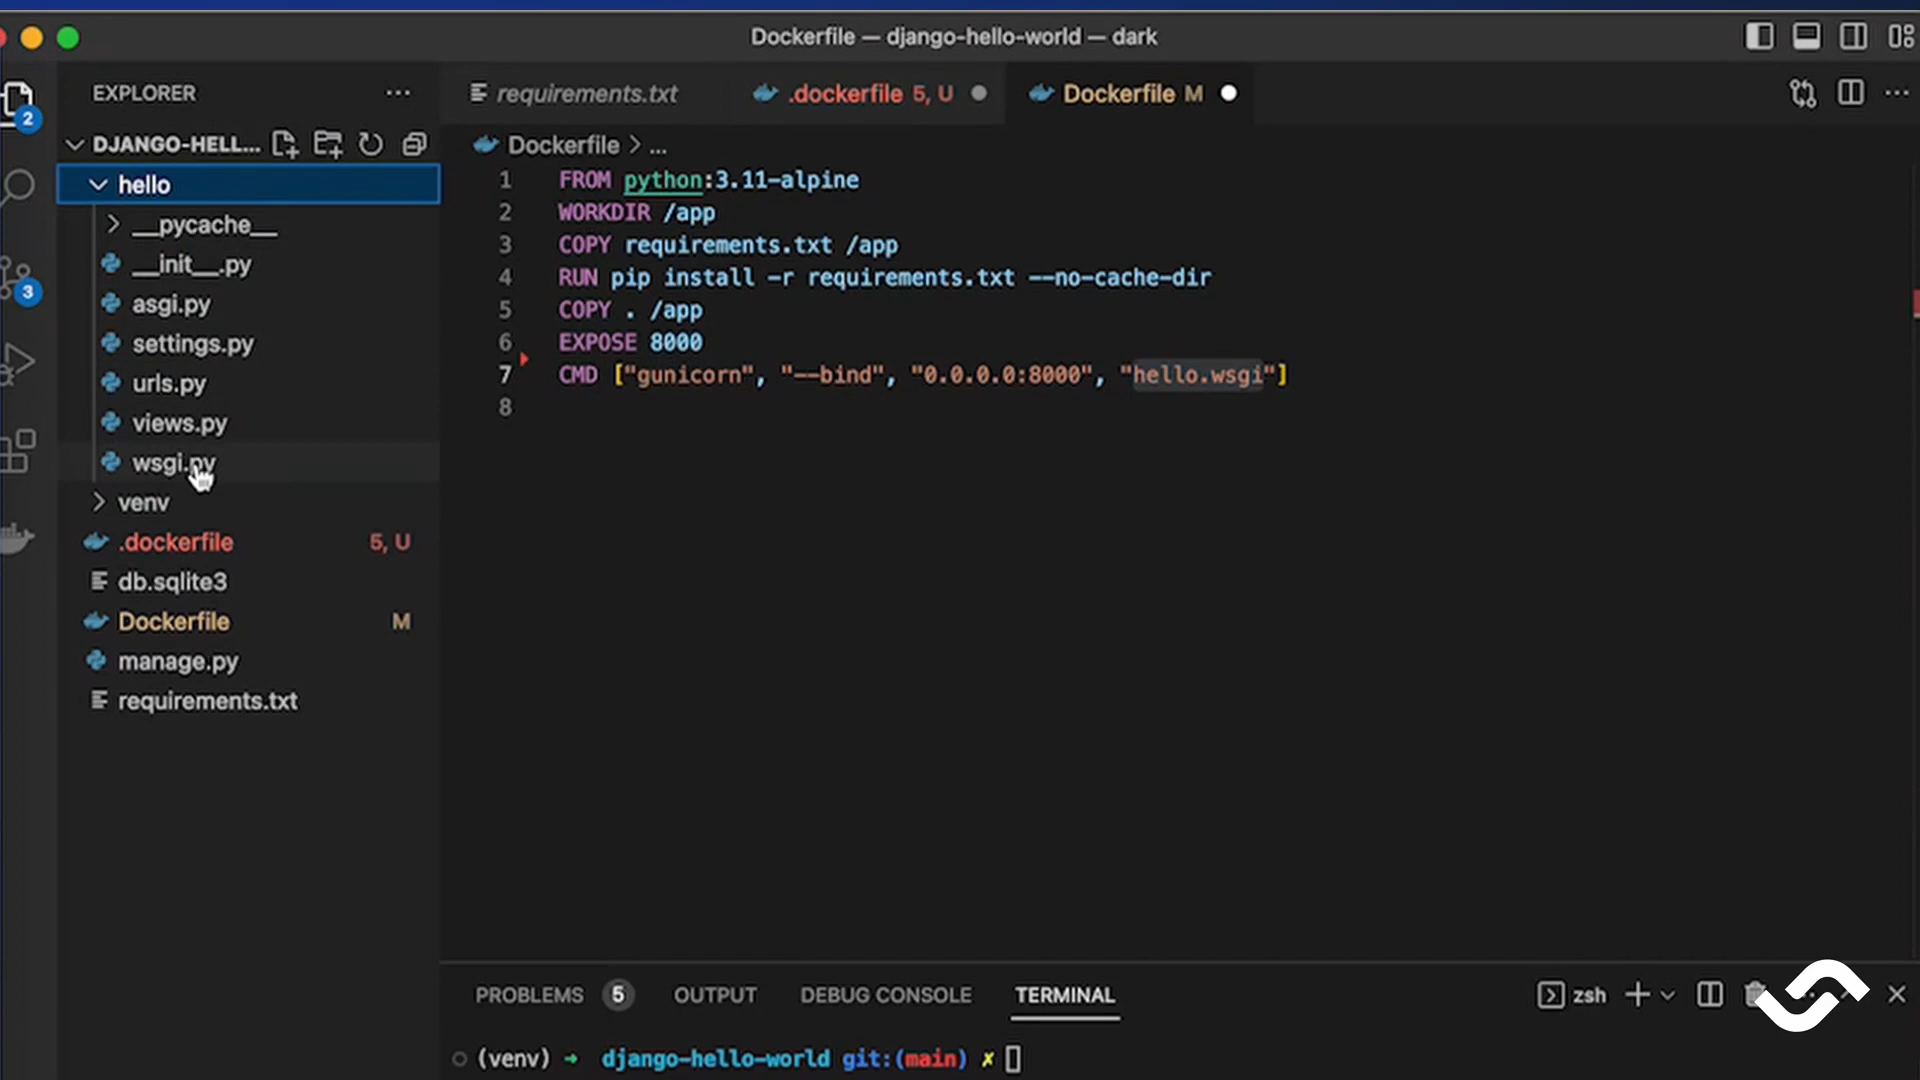 Dockerfile — django-hello-world — dark
EXPLORER
requirements.txt
.dockerfile 5, U
Dockerfile M
2
DJANGO-HELL...
Dockerfile > ...
hello
__pycache__
__init__.py
asgi.py
settings.py
urls.py
views.py
wsgi.py
venv
.dockerfile 5, U
db.sqlite3
Dockerfile M
manage.py
requirements.txt
3
1 FROM python:3.11-alpine
2 WORKDIR /app
3 COPY requirements.txt /app
4 RUN pip install -r requirements.txt --no-cache-dir
5 COPY . /app
6 EXPOSE 8000
7 CMD ["gunicorn", "--bind", "0.0.0.0:8000", "hello.wsgi"]
8
PROBLEMS 5 OUTPUT DEBUG CONSOLE TERMINAL
zsh
(venv) → django-hello-world git:(main) ✗